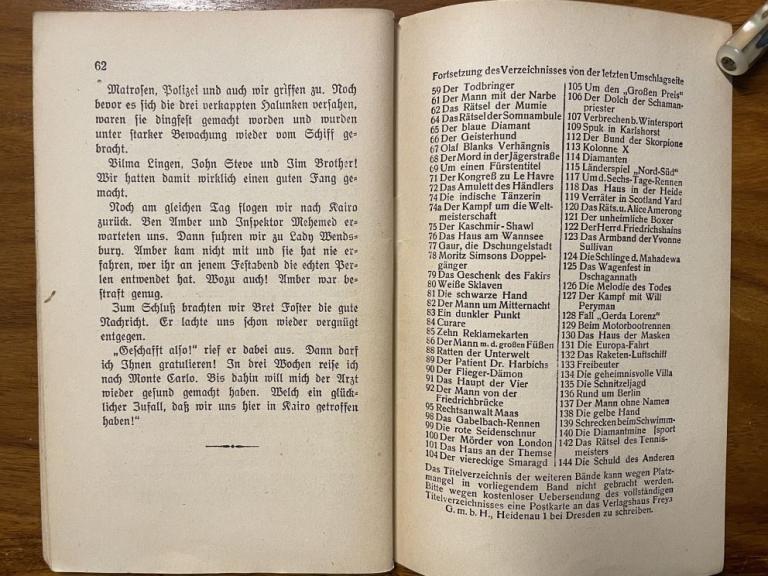 62
Matrosen, Polizei und auch wir griffen zu. Noch
bevor es sich die drei verkappten Halunken versahen,
waren sie dingfest gemacht worden und wurden
unter starker Bewachung wieder vom Schiff ge-
bracht.
Vilma Lingen, John Steve und Jim Brother!
Wir hatten damit wirklich einen guten Fang ge-
macht.
Noch am gleichen Tag flogen wir nach Kairo
zurück. Ben Amber und Inspektor Mehemed er-
warteten uns. Dann fuhren wir zu Lady Wends-
bury. Amber kam nicht mit und sie hat nie er-
fahren, wer ihr an jenem Festabend die echten Per-
len entwendet hat. Wozu auch! Amber war be-
straft genug.
Zum Schluß brachten wir Bret Foster die gute
Nachricht. Er lachte uns schon wieder vergnügt
entgegen.
„Geschafft also!“ rief er dabei aus. Dann darf
ich Ihnen gratulieren! In drei Wochen reise ich
nach Monte Carlo. Bis dahin will mich der Arzt
wieder gesund gemacht haben. Welch ein glück-
licher Zufall, daß wir uns hier in Kairo getroffen
haben!“
Fortsetzung des Verzeichnisses von der letzten Umschlagseite
59 Der Todbringer
61 Der Mann mit der Narbe
62 Das Rätsel der Mumie
64 Das Rätsel der Somnambule
65 Der blaue Diamant
66 Der Geisterhund
67 Olaf Blanks Verhängnis
68 Der Mord in der Jägerstraße
69 Um einen Fürstentitel
71 Der Kongreß zu Le Havre
72 Das Amulett des Händlers
74 Die indische Tänzerin
74a Der Kampf um die Welt-
meisterschaft
75 Der Kaschmir-Shawl
76 Das Haus am Wannsee
77 Gaur, die Dschungelstadt
78 Moritz Simsons Doppel-
gänger
79 Das Geschenk des Fakirs
80 Weiße Sklaven
81 Die schwarze Hand
82 Der Mann um Mitternacht
83 Ein dunkler Punkt
84 Curare
85 Zehn Reklamekarten
86 Der Mann m. d. großen Füßen
88 Ratten der Unterwelt
89 Der Patient Dr. Harbichs
90 Der Flieger-Dämon
91 Das Haupt der Vier
92 Der Mann von der
Friedrichbrücke
95 Rechtsanwalt Maas
98 Das Gabelbach-Rennen
99 Die rote Seidenschnur
100 Der Mörder von London
101 Das Haus an der Themse
104 Der viereckige Smaragd
105 Um den „Großen Preis“
106 Der Dolch der Schaman-
priester
107 Verbrechen b. Wintersport
109 Spuk in Karlshorst
112 Der Bund der Skorpione
113 Kolonne X
114 Diamanten
115 Länderspiel „Nord-Süd“
117 Um d. Sechs-Tage-Rennen
118 Das Haus in der Heide
119 Verräter in Scotland Yard
120 Das Räts. u. Alice Amerong
121 Der unheimliche Boxer
122 Der Herr d. Friedrichshains
123 Das Armband der Yvonne
Sullivan
124 Die Schlinge d. Mahadewa
125 Das Wagenfest in
Dschagannath
126 Die Melodie des Todes
127 Der Kampf mit Will
Peryman
128 Fall „Gerda Lorenz“
129 Beim Motorbootrennen
130 Das Haus der Masken
131 Die Europa-Fahrt
132 Das Raketen-Luftschiff
133 Freibeuter
134 Die geheimnisvolle Villa
135 Die Schnitzeljagd
136 Rund um Berlin
137 Der Mann ohne Namen
138 Die gelbe Hand
139 Schrecken beim Schwimm-
140 Die Diamantmine [sport
142 Das Rätsel des Tennis-
meisters
144 Die Schuld des Anderen
Das Titelverzeichnis der weiteren Bände kann wegen Platz-
mangel in vorliegendem Band nicht gebracht werden.
Bitte wegen kostenloser Uebersendung des vollständigen
Titelverzeichnisses eine Postkarte an das Verlagshaus Freya
G. m. b. H., Heidenau 1 bei Dresden zu schreiben.